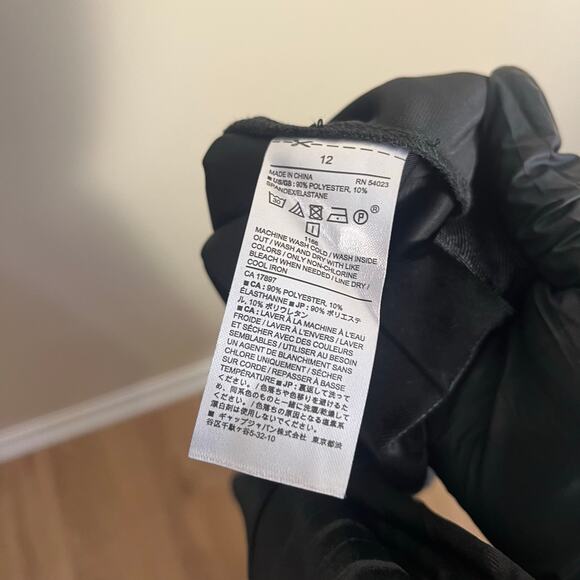 12
MADE IN CHINA RN 54023
■ US/GB: 90% POLYESTER, 10%
SPANDEX/ELASTANE
30 P ®
1166
MACHINE WASH COLD / WASH INSIDE
OUT / WASH AND DRY WITH LIKE
COLORS / ONLY NON-CHLORINE
BLEACH WHEN NEEDED / LINE DRY /
COOL IRON
CA 17897
■ CA: 90% POLYESTER, 10%
ÉLASTHANNE ■ JP: 90% ポリエステ
ル, 10% ポリウレタン
■ CA: LAVER À LA MACHINE À L'EAU
FROIDE / LAVER À L'ENVERS / LAVER
ET SÉCHER AVEC DES COULEURS
SEMBLABLES / UTILISER AU BESOIN
UN AGENT DE BLANCHIMENT SANS
CHLORE UNIQUEMENT / SÉCHER
SUR CORDE / REPASSER À BASSE
TEMPÉRATURE ■ JP: 裏返して洗って
ください。/色落ちや色移りを避けるた
め、同系色のものと一緒に洗濯/乾燥して
ください。/色落ちの原因となる塩素系
漂白剤は使用しないでください。
■ ギャップジャパン株式会社 東京都渋
谷区千駄ヶ谷5-32-10